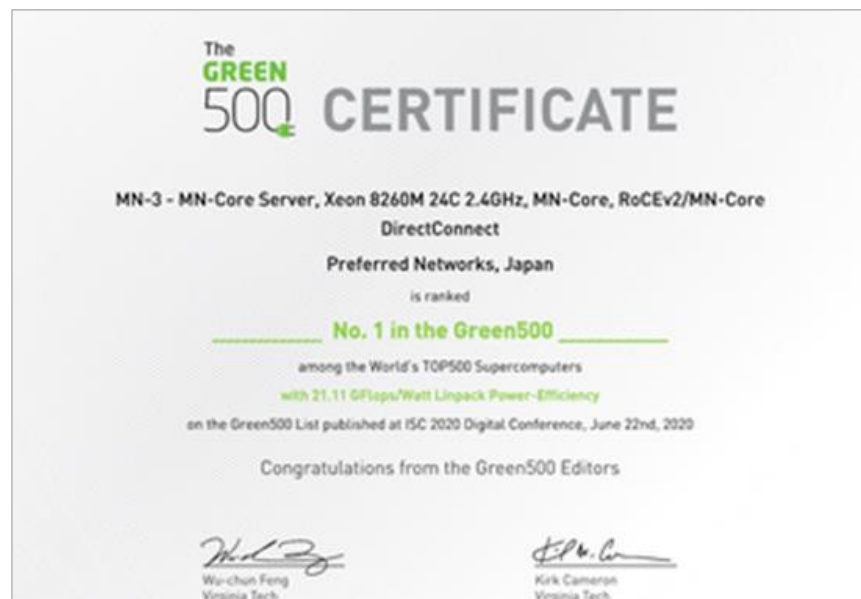 The
GREEN
500 CERTIFICATE
MN-3 - MN-Core Server, Xeon 8260M 24C 2.4GHz, MN-Core, RoCEv2/MN-Core
DirectConnect
Preferred Networks, Japan
is ranked
No. 1 in the Green500
among the World's TOP500 Supercomputers
with 21.11 GFlops/Watt Linpack Power-Efficiency
on the Green500 List published at ISC 2020 Digital Conference, June 22nd, 2020
Congratulations from the Green500 Editors
Wu-chun Feng Kirk Cameron
Virginia Tech Virginia Tech